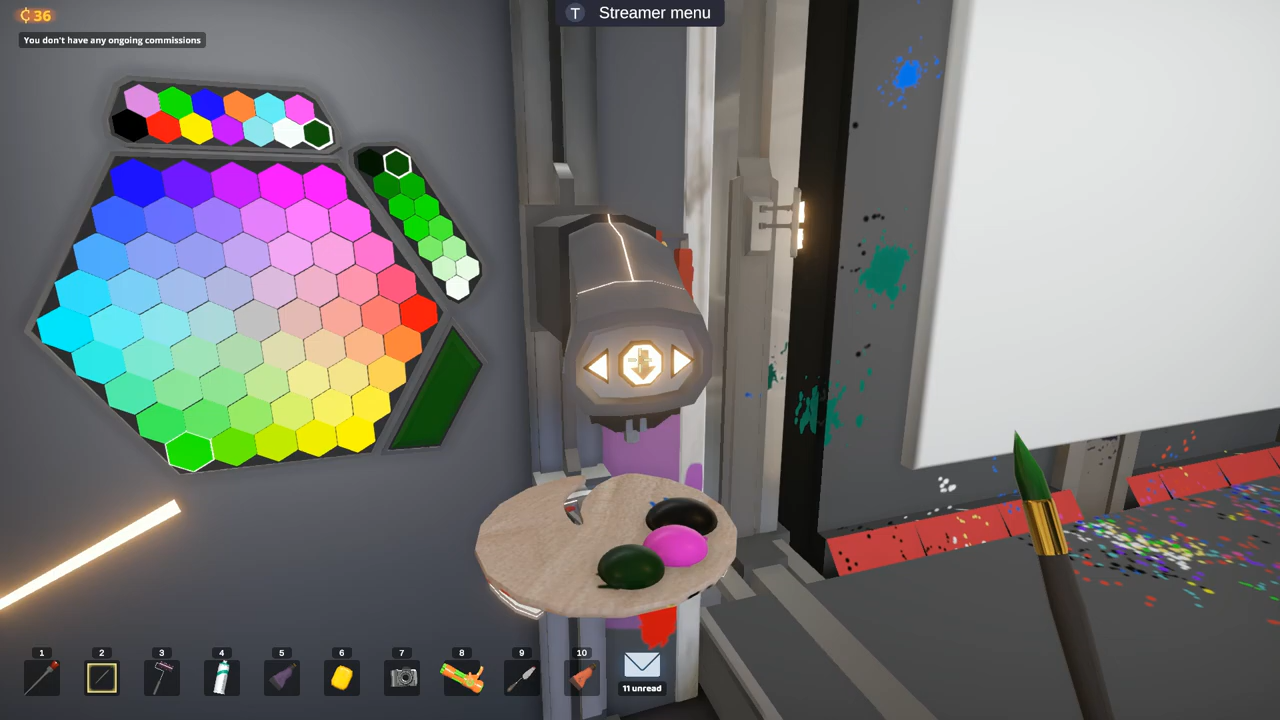 36
T Streamer menu
You don't have any ongoing commissions
1 2 3 4 5 6 7 8 9 10
11 unread